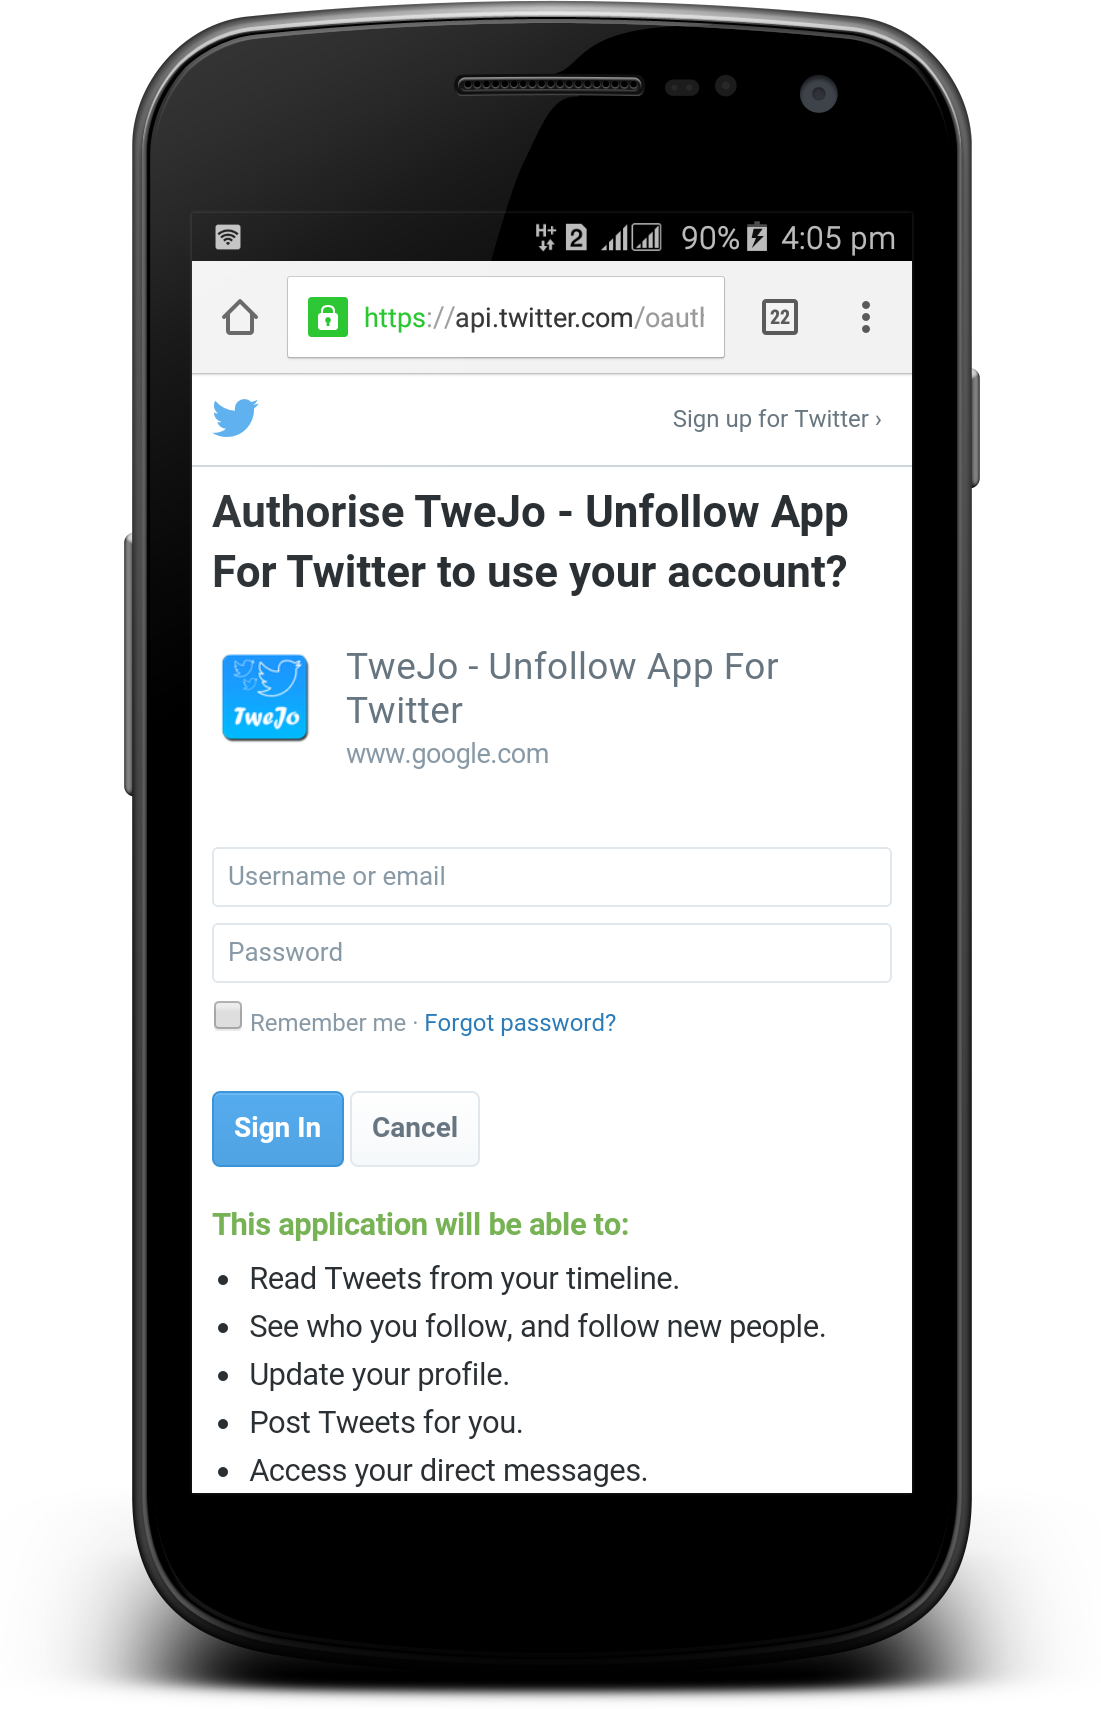 H+ 2 90% 4:05 pm
https://api.twitter.com/oaut
22
Sign up for Twitter ›
Authorise TweJo - Unfollow App
For Twitter to use your account?
TweJo
TweJo - Unfollow App For
Twitter
www.google.com
Username or email
Password
Remember me · Forgot password?
Sign In Cancel
This application will be able to:
• Read Tweets from your timeline.
• See who you follow, and follow new people.
• Update your profile.
• Post Tweets for you.
• Access your direct messages.